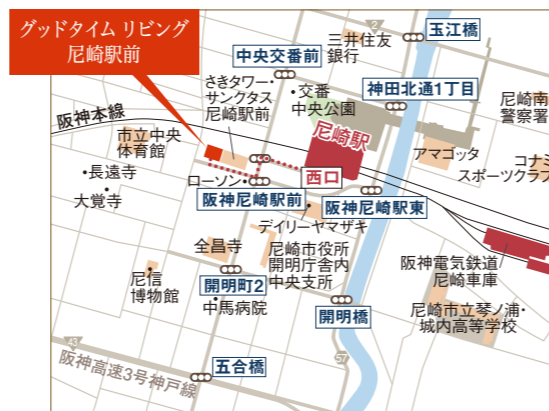 グッドタイム リビング
尼崎駅前
2
三井住友
銀行
玉江橋
中央交番前
さきタワー・
サンクタス
尼崎駅前
交番
中央公園
神田北通1丁目
尼崎南
警察署
阪神本線
市立中央
体育館
尼崎駅
アマゴッタ
コナミ
スポーツクラブ
長遠寺
大覚寺
ローソン
西口
阪神尼崎駅前
阪神尼崎駅東
デイリーヤマザキ
全昌寺
尼崎市役所
開明庁舎内
中央支所
阪神電気鉄道
尼崎車庫
尼信
博物館
開明町2
中馬病院
開明橋
尼崎市立琴ノ浦・
城内高等学校
43
阪神高速3号神戸線
五合橋
57